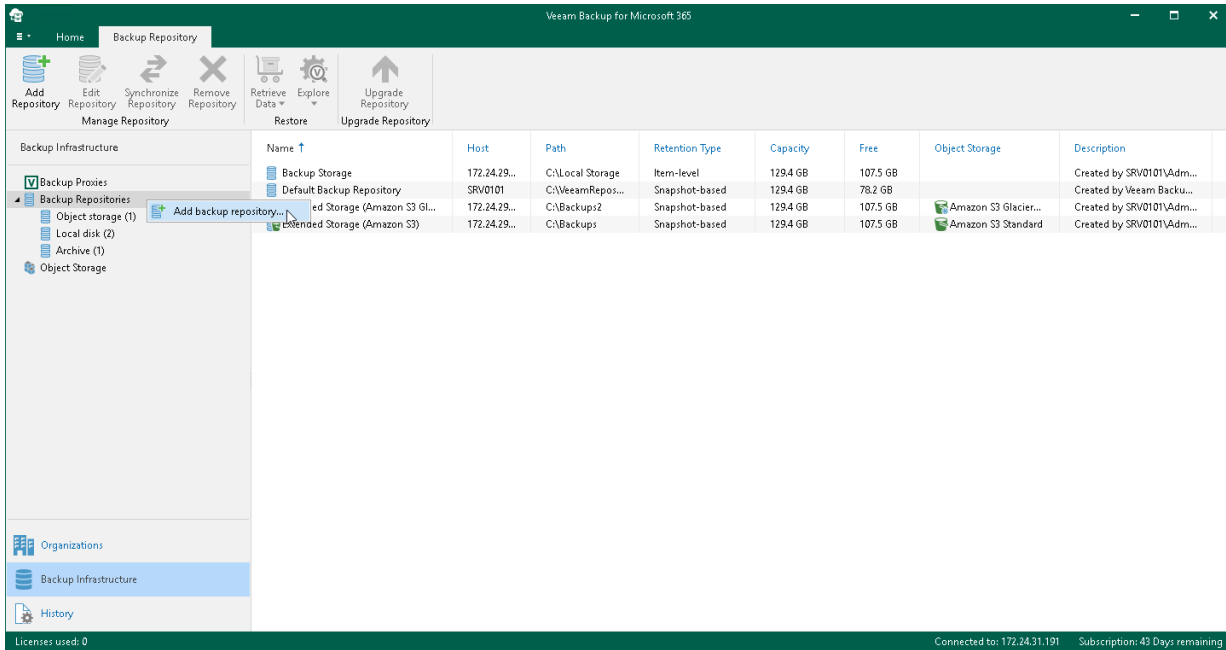 Veeam Backup for Microsoft 365
Home Backup Repository
Add Repository
Edit Repository
Synchronize Repository
Remove Repository
Retrieve Data
Explore
Upgrade Repository
Manage Repository Restore Upgrade Repository
Backup Infrastructure
Backup Proxies
Backup Repositories
Object storage (1)
Local disk (2)
Archive (1)
Object Storage
Add backup repository...
Name Host Path Retention Type Capacity Free Object Storage Description
Backup Storage 172.24.29... C:\Local Storage Item-level 129.4 GB 107.5 GB Created by SRV0101\Adm...
Default Backup Repository SRV0101 C:\VeeamRepos... Snapshot-based 129.4 GB 78.2 GB Created by Veeam Backu...
ed Storage (Amazon S3 Gl... 172.24.29... C:\Backups2 Snapshot-based 129.4 GB 107.5 GB Amazon S3 Glacier... Created by SRV0101\Adm...
Extended Storage (Amazon S3) 172.24.29... C:\Backups Snapshot-based 129.4 GB 107.5 GB Amazon S3 Standard Created by SRV0101\Adm...
Organizations
Backup Infrastructure
History
Licenses used: 0 Connected to: 172.24.31.191 Subscription: 43 Days remaining